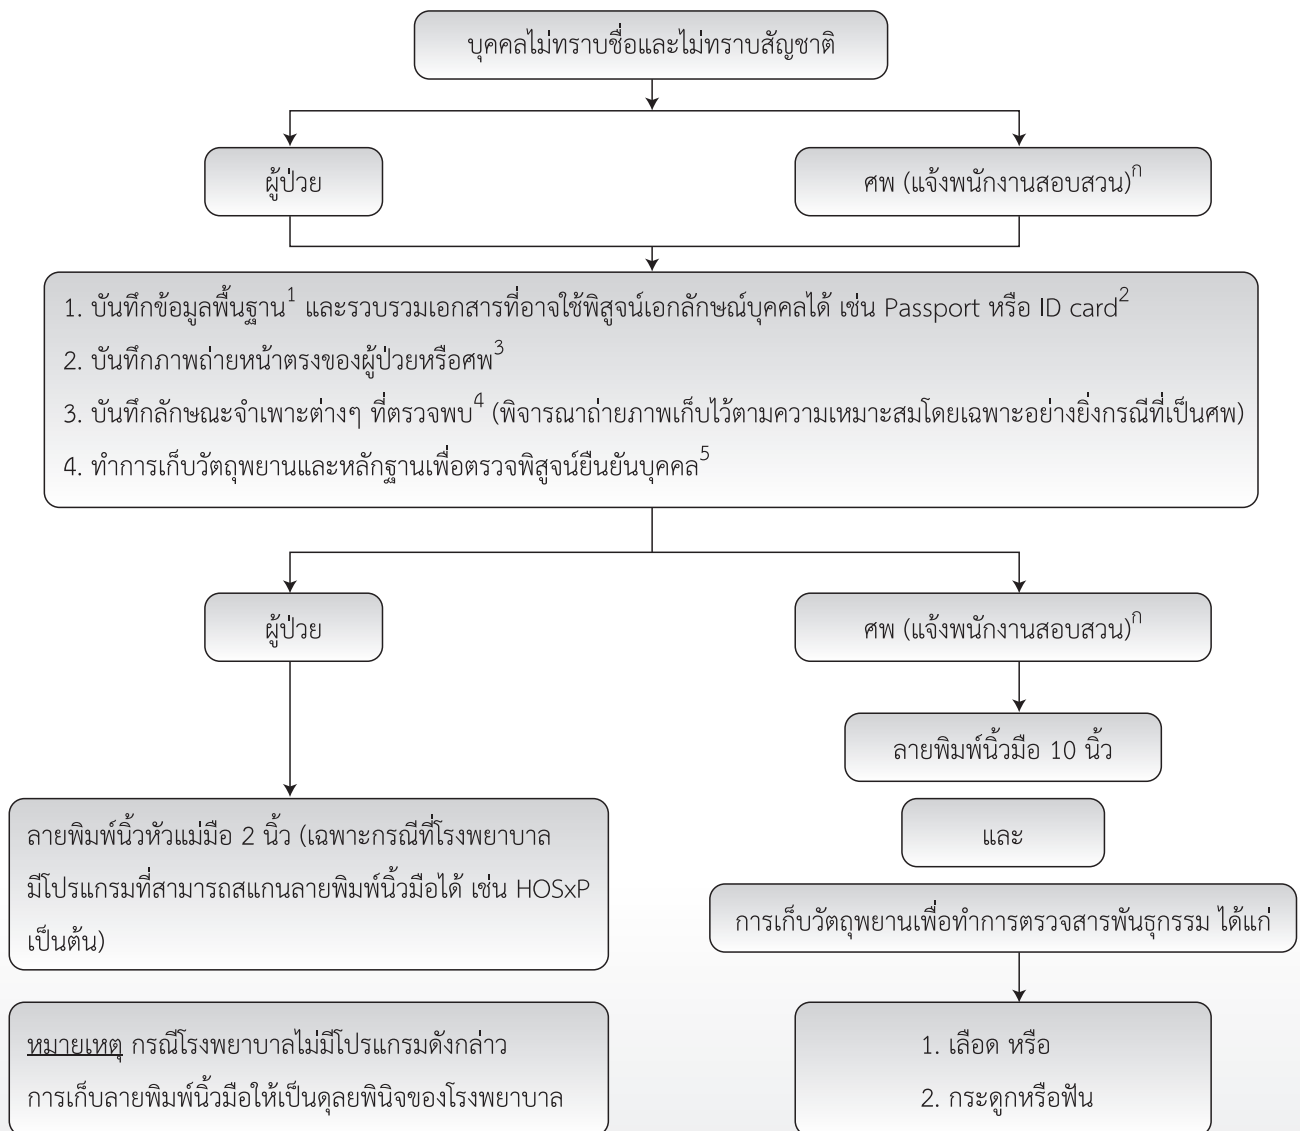 บุคคลไม่ทราบชื่อและไม่ทราบสัญชาติ
ผู้ป่วย
ศพ (แจ้งพนักงานสอบสวน)ก
1. บันทึกข้อมูลพื้นฐาน1 และรวบรวมเอกสารที่อาจใช้พิสูจน์เอกลักษณ์บุคคลได้ เช่น Passport หรือ ID card2
2. บันทึกภาพถ่ายหน้าตรงของผู้ป่วยหรือศพ3
3. บันทึกลักษณะจำเพาะต่างๆ ที่ตรวจพบ4 (พิจารณาถ่ายภาพเก็บไว้ตามความเหมาะสมโดยเฉพาะอย่างยิ่งกรณีที่เป็นศพ)
4. ทำการเก็บวัตถุพยานและหลักฐานเพื่อตรวจพิสูจน์ยืนยันบุคคล5
ผู้ป่วย
ศพ (แจ้งพนักงานสอบสวน)ก
ลายพิมพ์นิ้วมือ 10 นิ้ว
ลายพิมพ์นิ้วหัวแม่มือ 2 นิ้ว (เฉพาะกรณีที่โรงพยาบาล
มีโปรแกรมที่สามารถสแกนลายพิมพ์นิ้วมือได้ เช่น HOSxP
เป็นต้น)
และ
การเก็บวัตถุพยานเพื่อทำการตรวจสารพันธุกรรม ได้แก่
หมายเหตุ กรณีโรงพยาบาลไม่มีโปรแกรมดังกล่าว
การเก็บลายพิมพ์นิ้วมือให้เป็นดุลยพินิจของโรงพยาบาล
1. เลือด หรือ
2. กระดูกหรือฟัน